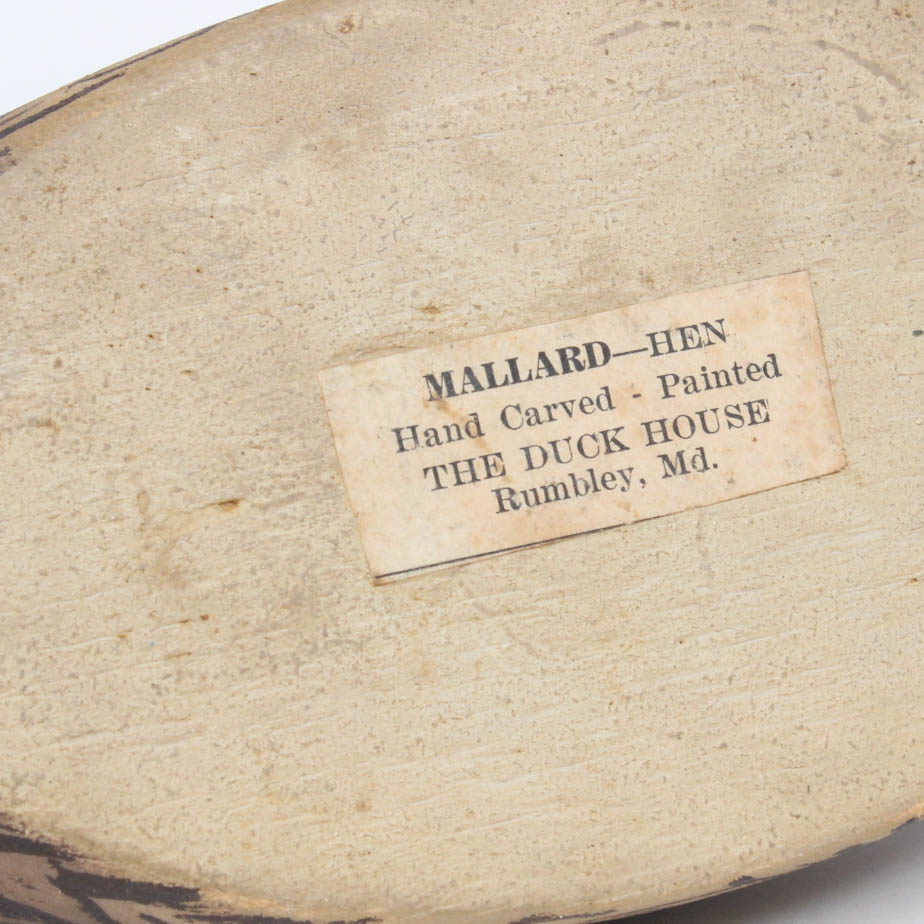 MALLARD—HEN
Hand Carved - Painted
THE DUCK HOUSE
Rumbley, Md.